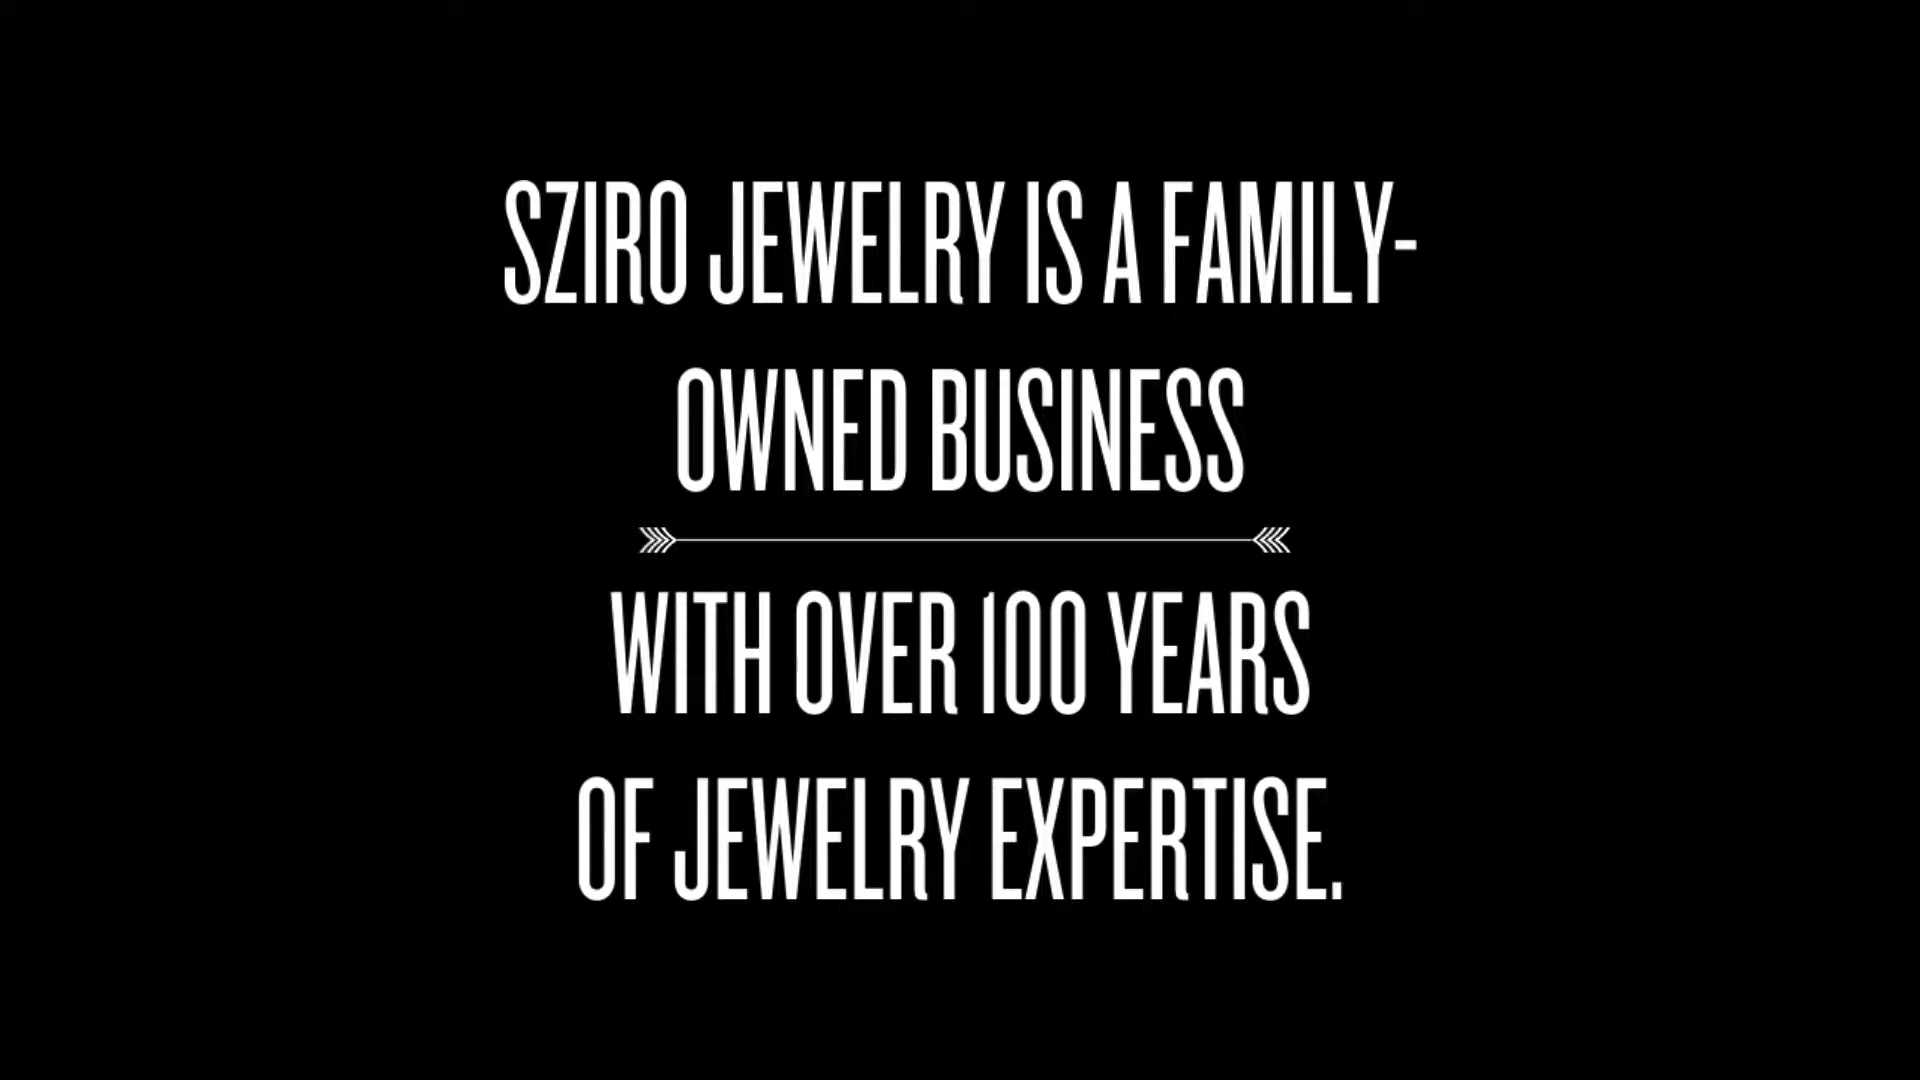 SZIRO JEWELRY IS A FAMILY-
OWNED BUSINESS
WITH OVER 100 YEARS
OF JEWELRY EXPERTISE.